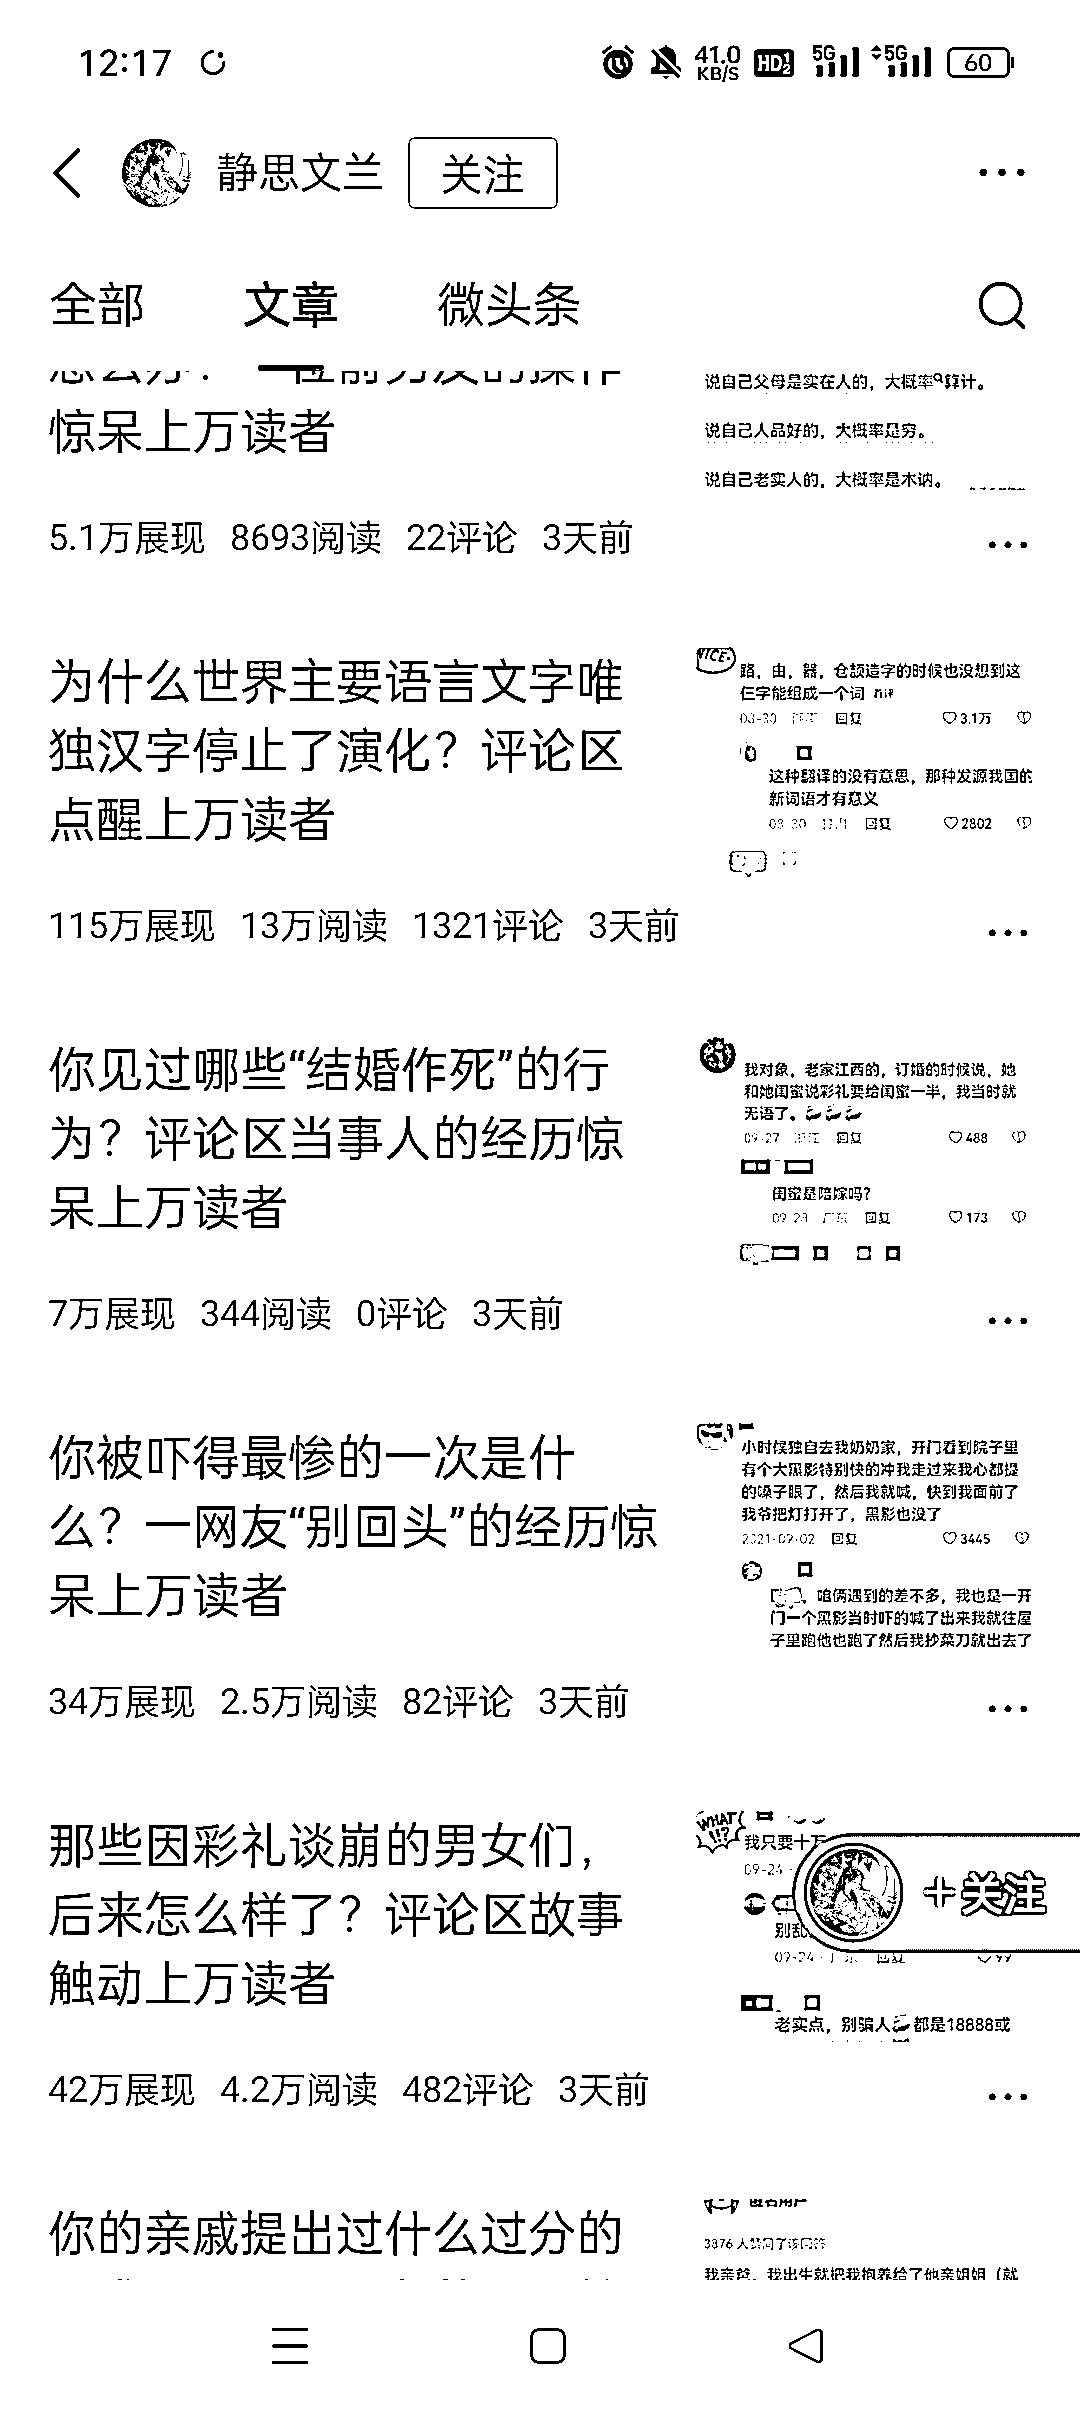 12:17
41.0
KB/S
HD
5G
5G
60
静思文兰
关注
全部
文章
微头条
惊呆上万读者
说自己父母是实在人的，大概率
算计。
说自己人品好的，大概率是穷。
说自己老实人的，大概率是木讷。
5.1万展现 8693阅读 22评论 3天前
为什么世界主要语言文字唯
独汉字停止了演化？评论区
点醒上万读者
NICE.
路，由，器，仓颉造字的时候也没想到这
仨字能组成一个词
回复
3.1万
这种翻译的没有意思，那种发源我国的
新词语才有意义
回复
2802
115万展现 13万阅读 1321评论 3天前
你见过哪些“结婚作死”的行
为？评论区当事人的经历惊
呆上万读者
我对象，老家江西的，订婚的时候说，她
和她闺蜜说彩礼要给闺蜜一半，我当时就
无语了。
09-27
回复
488
闺蜜是陪嫁吗？
09-28
回复
173
7万展现 344阅读 0评论 3天前
你被吓得最惨的一次是什
么？一网友“别回头”的经历惊
呆上万读者
小时候独自去我奶奶家，开门看到院子里
有个大黑影特别快的冲我走过来我心都提
的嗓子眼了，然后我就喊，快到我面前了
我爷把灯打开了，黑影也没了
2021-09-02 回复
3445
，咱俩遇到的差不多，我也是一开
门一个黑影当时吓的喊了出来我就往屋
子里跑他也跑了然后我抄菜刀就出去了
34万展现 2.5万阅读 82评论 3天前
那些因彩礼谈崩的男女们，
后来怎么样了？评论区故事
触动上万读者
WHAT
!!?
我只要十万
09-24
+关注
别乱
09-24
老实点，别骗人
都是18888或
42万展现 4.2万阅读 482评论 3天前
你的亲戚提出过什么过分的
匿名用户
3876 人赞同了该回答
我亲爸，我出生就把我抱养给了他亲姐姐（就